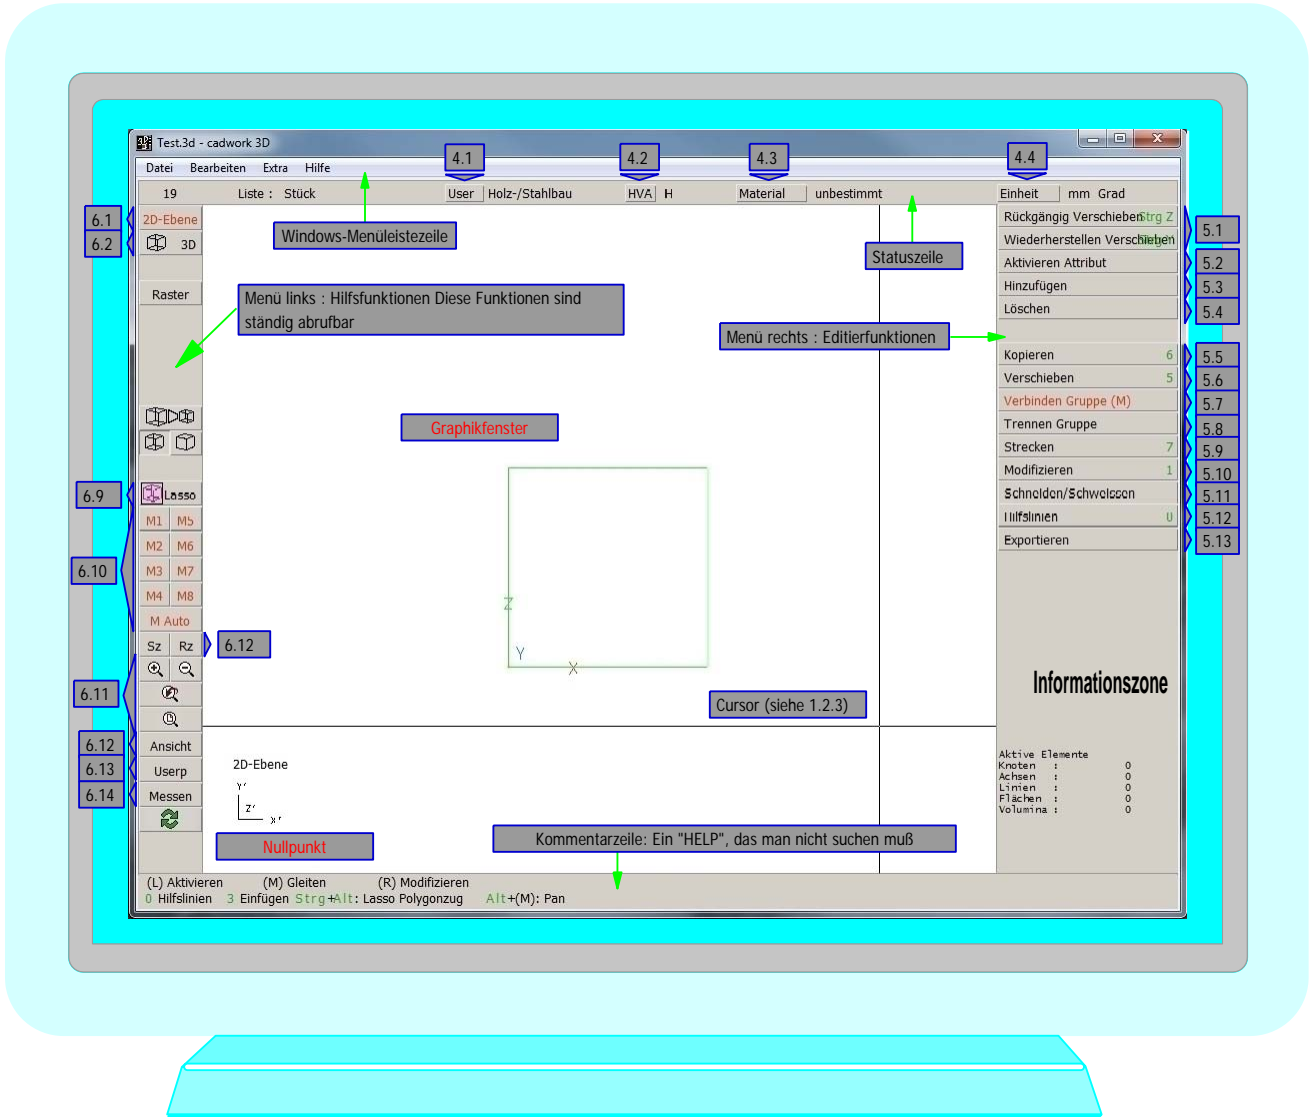 Test.3d - cadwork 3D
Datei Bearbeiten Extra Hilfe
4.1
4.2
4.3
4.4
19 Liste : Stück User Holz-/Stahlbau HVA H Material unbestimmt Einheit mm Grad
6.1
2D-Ebene
6.2
3D
Windows-Menüleistezeile
Statuszeile
Rückgängig Verschieben Strg Z
5.1
Wiederherstellen Verschieben
Aktivieren Attribut
5.2
Hinzufügen
5.3
Löschen
5.4
Raster
Menü links : Hilfsfunktionen Diese Funktionen sind
ständig abrufbar
Menü rechts : Editierfunktionen
Kopieren 6
5.5
Verschieben 5
5.6
Verbinden Gruppe (M)
5.7
Trennen Gruppe
5.8
Strecken 7
5.9
Modifizieren 1
5.10
Schneiden/Schweissen
5.11
Hilfslinien 0
5.12
Exportieren
5.13
Graphikfenster
6.9
Lasso
M1 M5
M2 M6
6.10
M3 M7
M4 M8
M Auto
Sz Rz
6.12
6.11
Z
Y
X
Informationszone
Cursor (siehe 1.2.3)
6.12
Ansicht
6.13
Userp
6.14
Messen
2D-Ebene
Y'
Z'
X'
Nullpunkt
Aktive Elemente
Knoten : 0
Achsen : 0
Linien : 0
Flächen : 0
Volumina : 0
Kommentarzeile: Ein "HELP", das man nicht suchen muß
(L) Aktivieren (M) Gleiten (R) Modifizieren
0 Hilfslinien 3 Einfügen Strg+Alt: Lasso Polygonzug Alt+(M): Pan